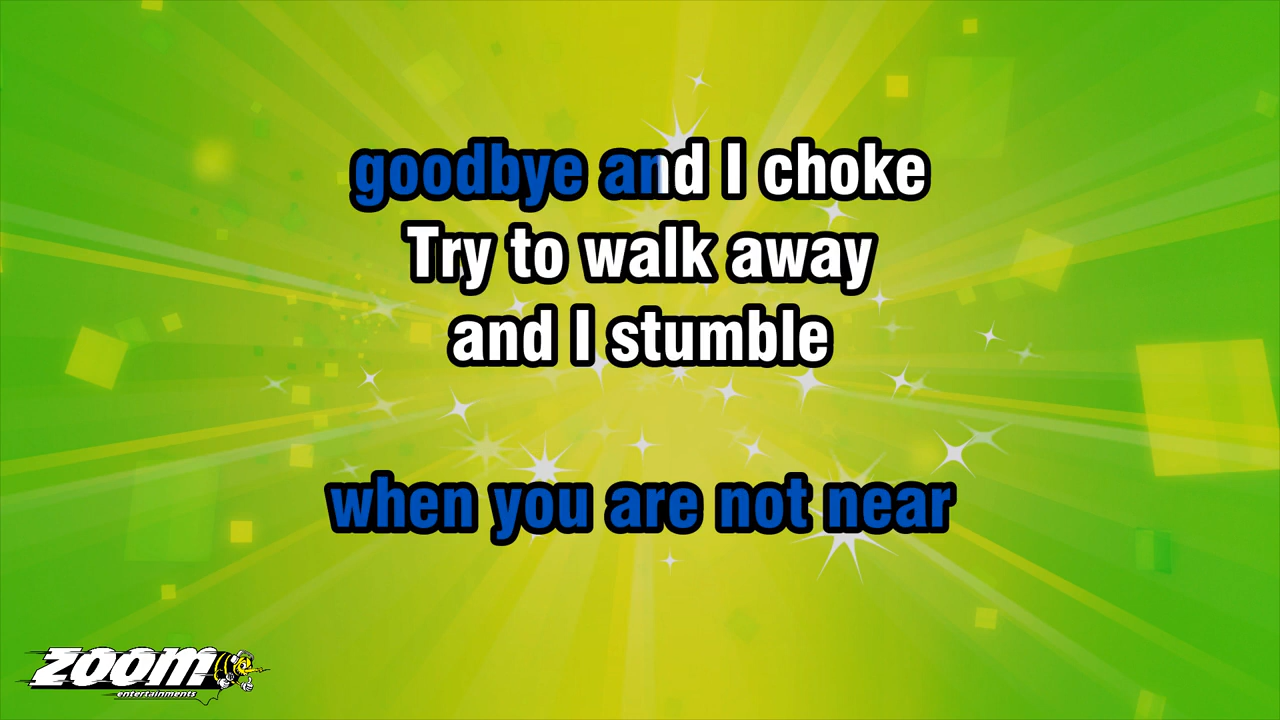 goodbye and I choke
Try to walk away
and I stumble
when you are not near
ZOOM
entertainments